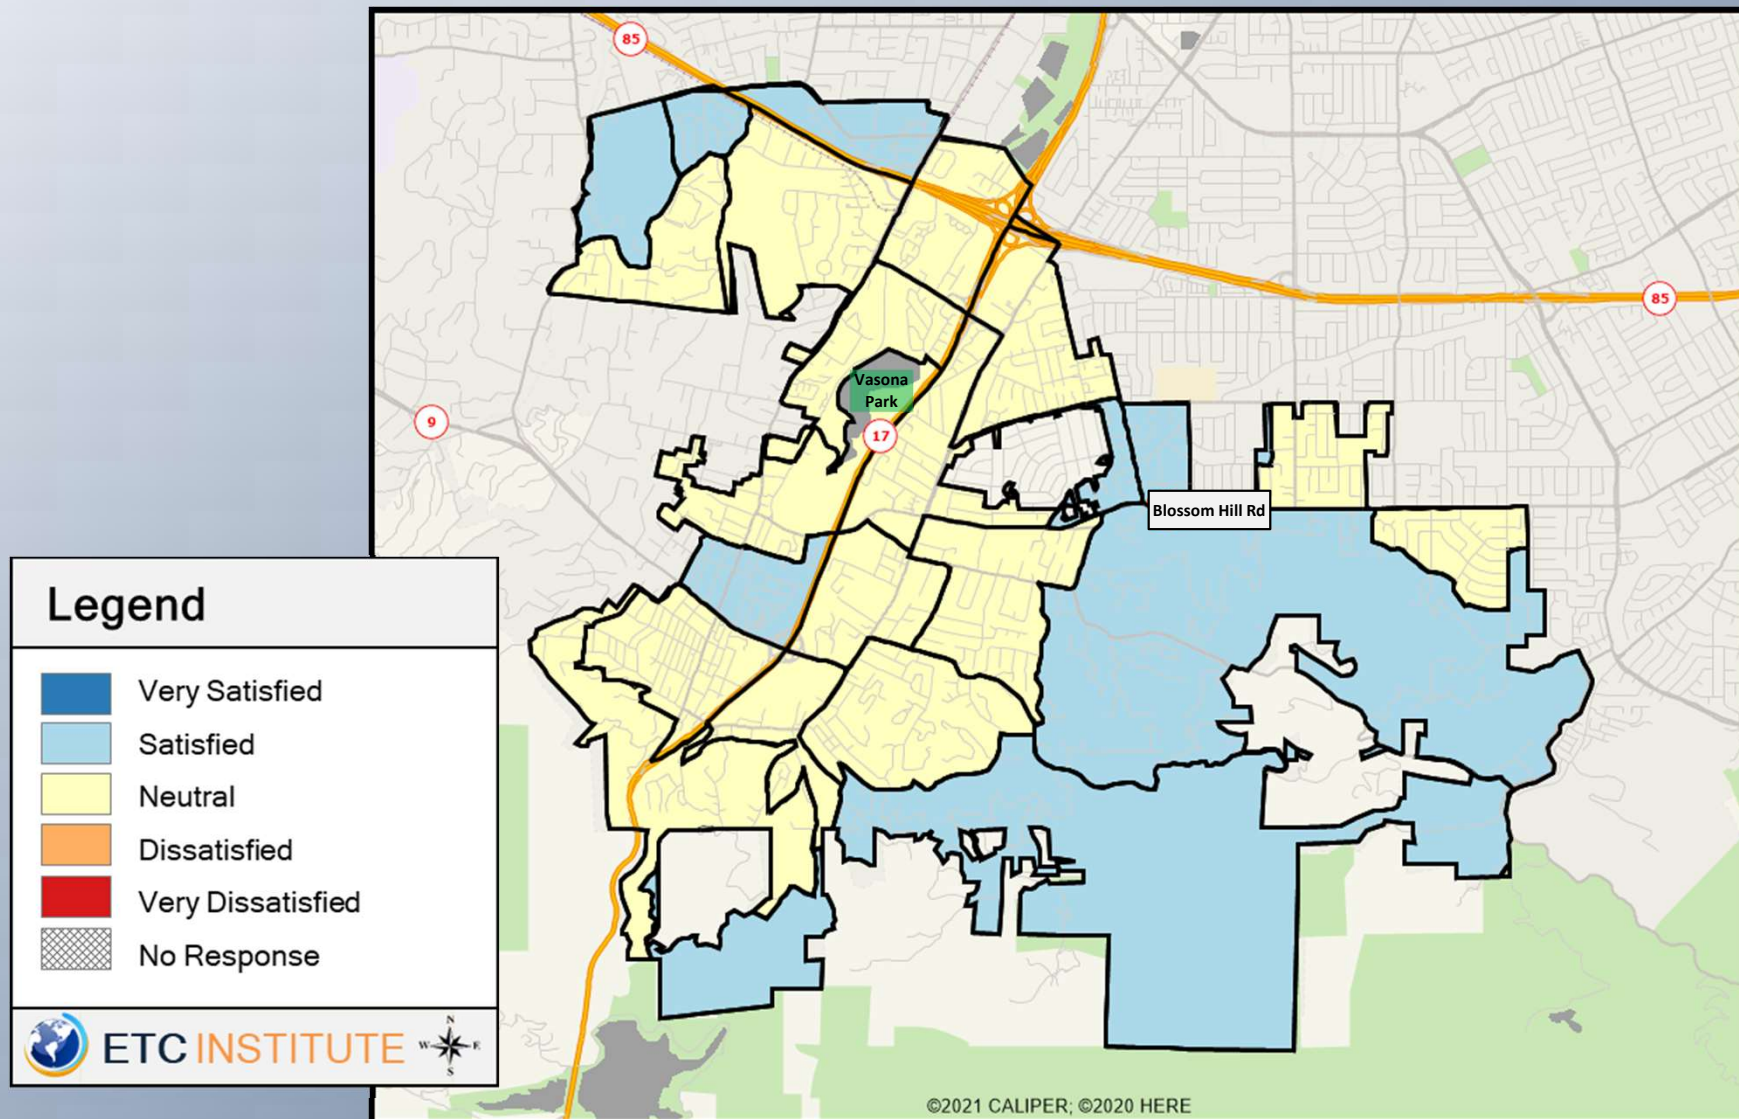 85
85
9
Vasona
Park
17
Blossom Hill Rd
Legend
Very Satisfied
Satisfied
Neutral
Dissatisfied
Very Dissatisfied
No Response
ETC INSTITUTE
N
W E
S
©2021 CALIPER; ©2020 HERE